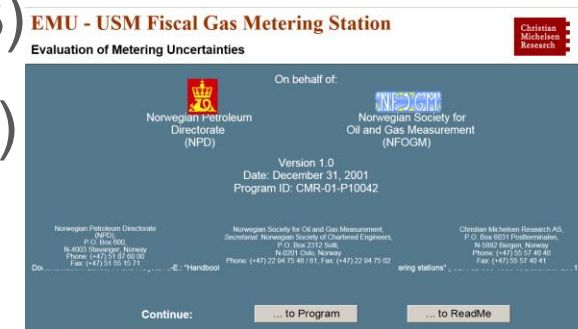 EMU - USM Fiscal Gas Metering Station
Evaluation of Metering Uncertainties
Christian
Michelsen
Research
On behalf of:
NFOGM
Norwegian Petroleum
Directorate
(NPD)
Norwegian Society for
Oil and Gas Measurement
(NFOGM)
Version 1.0
Date: December 31, 2001
Program ID: CMR-01-P10042
Norwegian Petroleum Directorate
(NPD),
P.O. Box 600,
N-4003 Stavanger, Norway
Phone: (+47) 51 87 60 00
Fax: (+47) 51 55 15 71
Norwegian Society for Oil and Gas Measurement,
Secretariat: Norwegian Society of Chartered Engineers,
P.O. Box 2312 Solli,
N-0201 Oslo, Norway
Phone: (+47) 22 94 75 48 / 61, Fax: (+47) 22 94 75 02
Christian Michelsen Research AS,
P.O. Box 6031 Postterminalen,
N-5892 Bergen, Norway
Phone: (+47) 55 57 40 40
Fax: (+47) 55 57 40 41
-E.: "Handbook
ering stations"
Continue:
... to Program
... to ReadMe